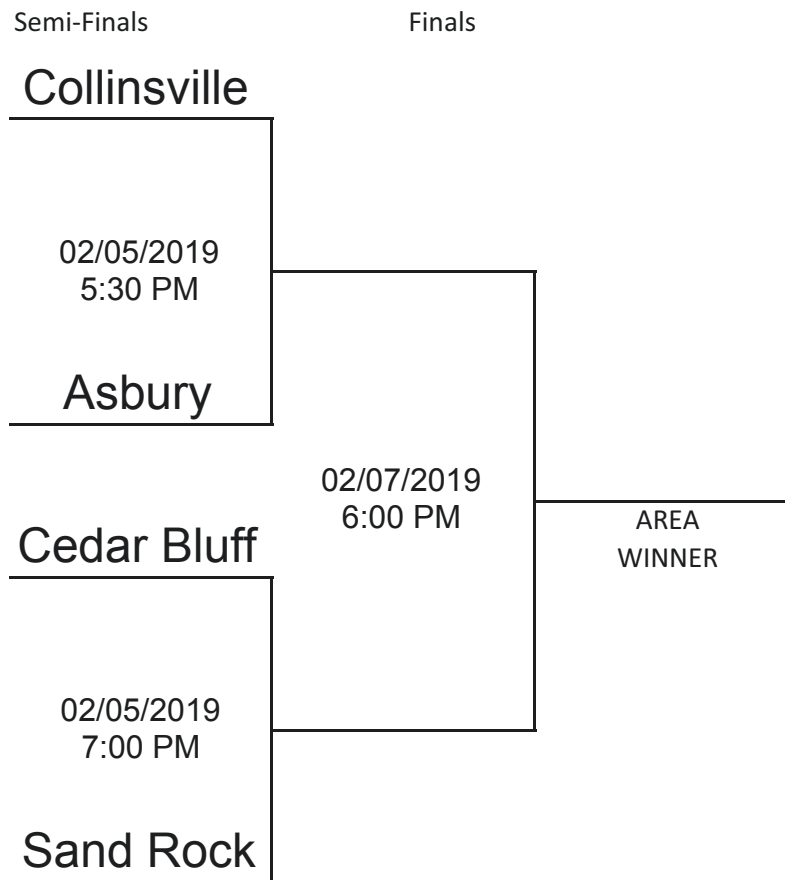 Semi-Finals
Finals
Collinsville
02/05/2019
5:30 PM
Asbury
02/07/2019
6:00 PM
AREA
WINNER
Cedar Bluff
02/05/2019
7:00 PM
Sand Rock